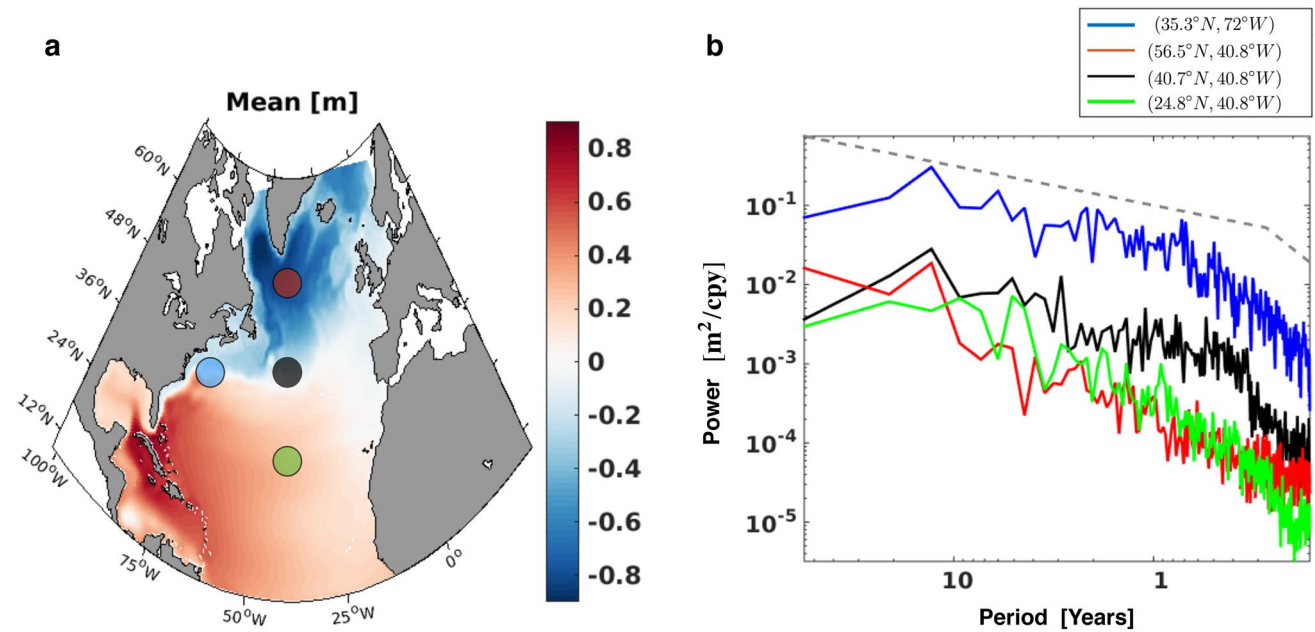 a
Mean [m]
60°N
48°N
36°N
24°N
12°N
100°W
75°W
50°W
25°W
0°
0.8
0.6
0.4
0.2
0
-0.2
-0.4
-0.6
-0.8
b
(35.3°N, 72°W)
(56.5°N, 40.8°W)
(40.7°N, 40.8°W)
(24.8°N, 40.8°W)
Power [m²/cpy]
10⁻¹
10⁻²
10⁻³
10⁻⁴
10⁻⁵
10
1
Period [Years]